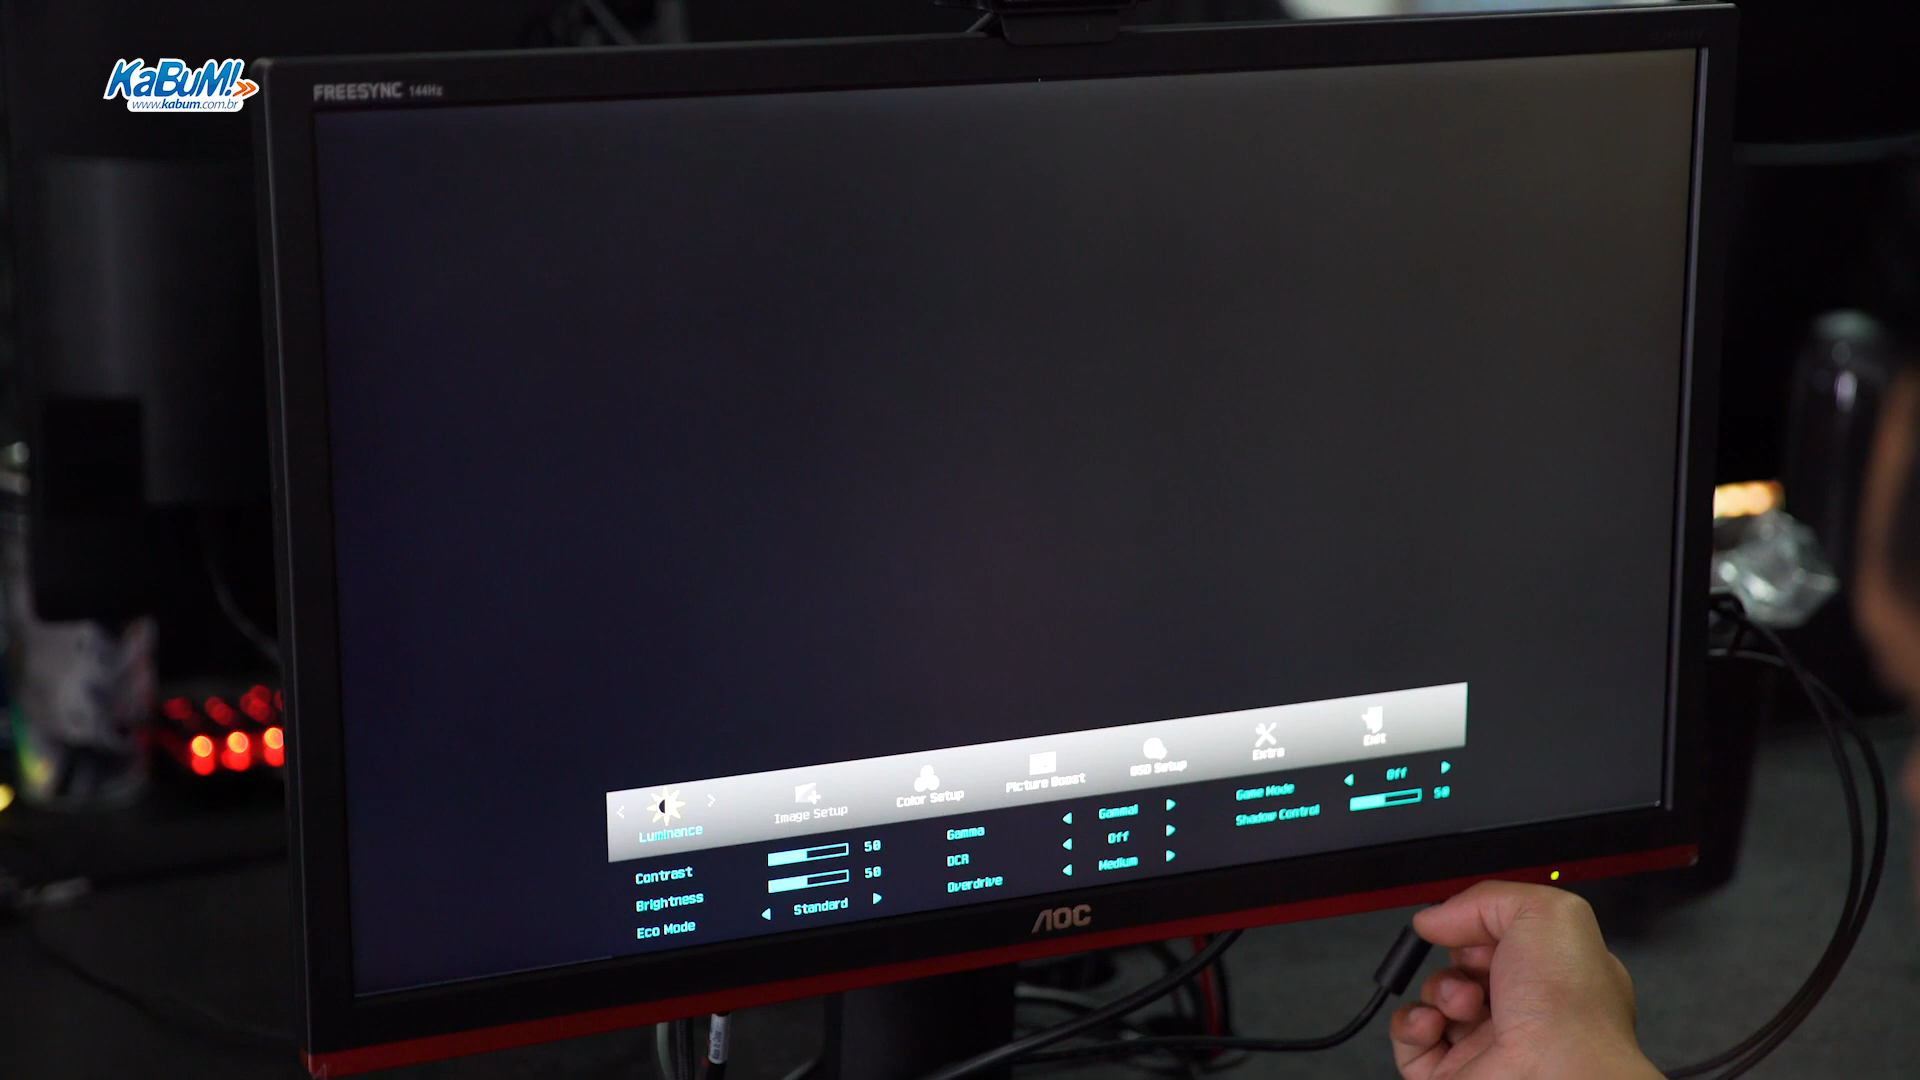 KaBuM!
www.kabum.com.br
FREESYNC 144Hz
Luminance
Image Setup
Color Setup
Picture Boost
OSD Setup
Extra
Exit
Contrast 50
Brightness 50
Eco Mode Standard
Gamma Gamma1
DCR Off
Overdrive Medium
Game Mode Off
Shadow Control 50
AOC